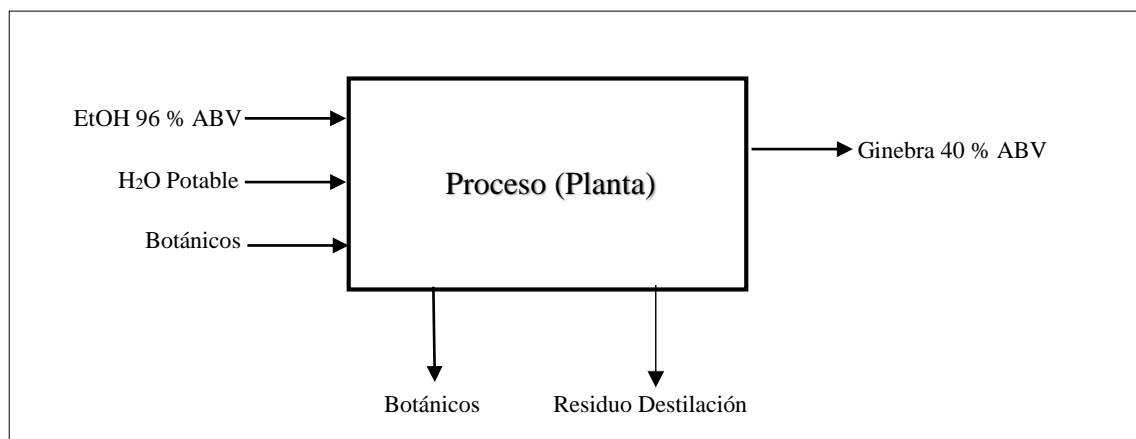 EtOH 96 % ABV
H2O Potable
Botánicos
Proceso (Planta)
Ginebra 40 % ABV
Botánicos
Residuo Destilación